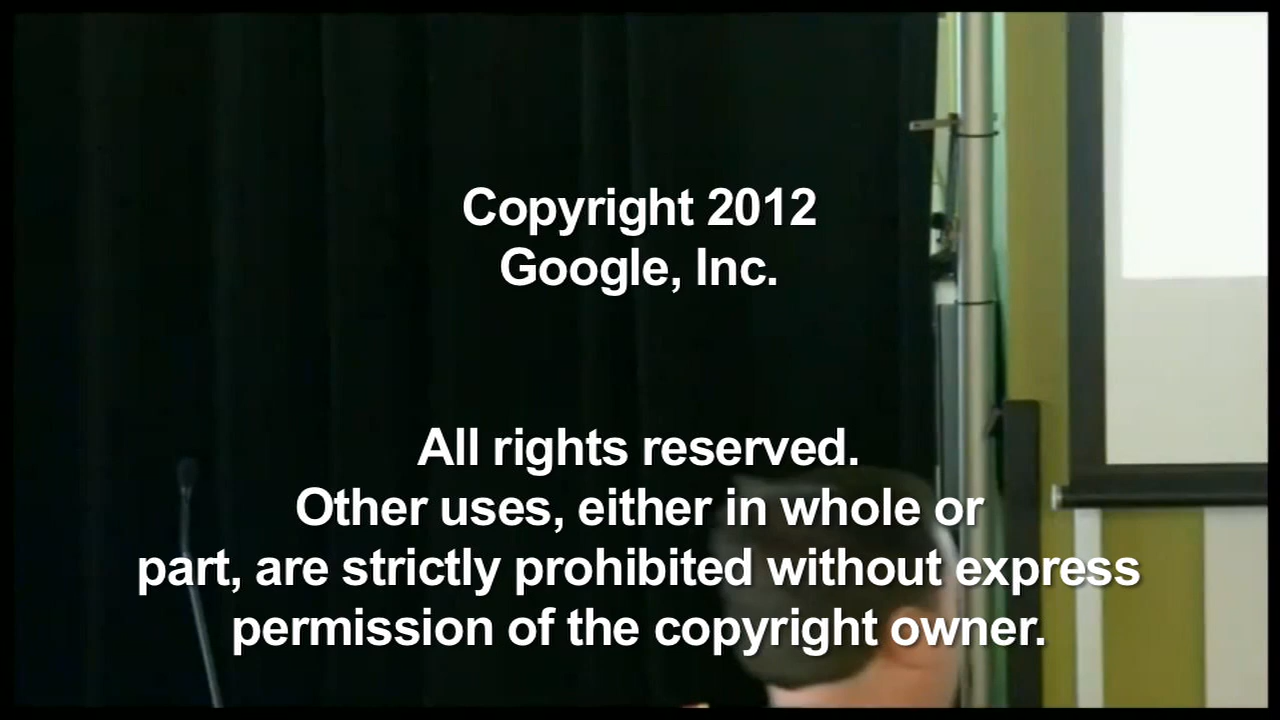 Copyright 2012
Google, Inc.
All rights reserved.
Other uses, either in whole or
part, are strictly prohibited without express
permission of the copyright owner.